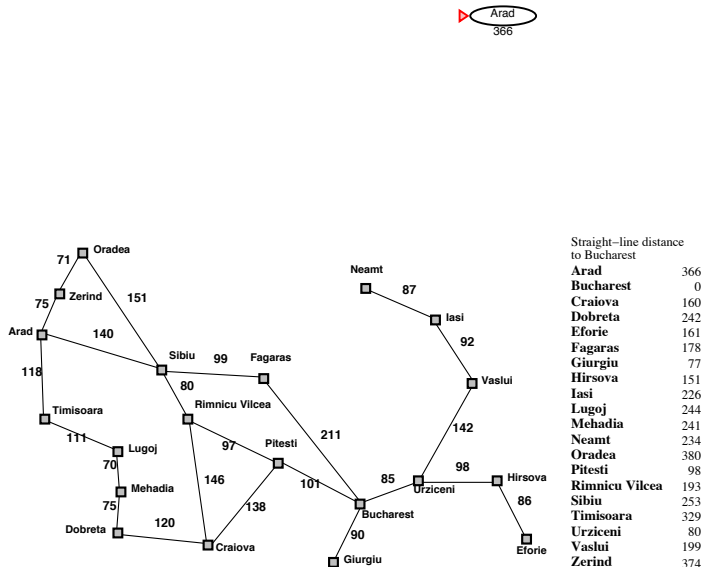 Arad
366
Oradea
71
Zerind
75
151
Arad
140
118
Sibiu
99
Fagaras
80
Rimnicu Vilcea
Timisoara
111
Lugoj
70
Mehadia
75
Dobreta
120
Craiova
146
97
Pitesti
138
101
211
Bucharest
90
Giurgiu
85
Urziceni
98
Hirsova
86
Eforie
142
Vaslui
92
Iasi
87
Neamt
Straight–line distance
to Bucharest
Arad 366
Bucharest 0
Craiova 160
Dobreta 242
Eforie 161
Fagaras 178
Giurgiu 77
Hirsova 151
Iasi 226
Lugoj 244
Mehadia 241
Neamt 234
Oradea 380
Pitesti 98
Rimnicu Vilcea 193
Sibiu 253
Timisoara 329
Urziceni 80
Vaslui 199
Zerind 374